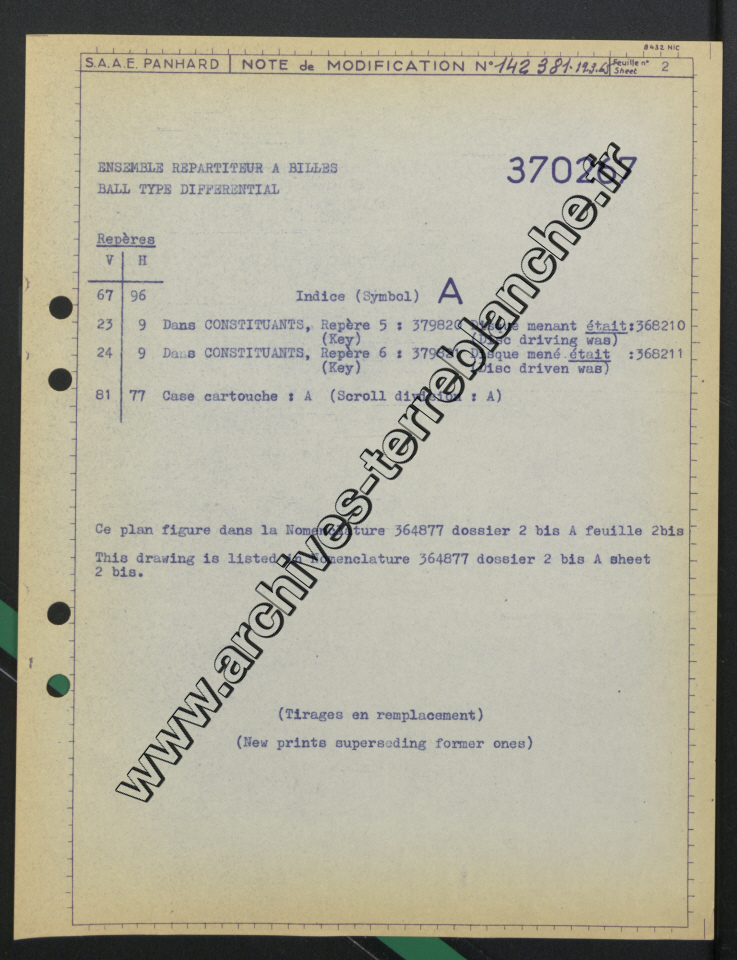 8452 NIC
S.A.A.E. PANHARD NOTE de MODIFICATION N° 142 381. Feuille n° Sheet 2
ENSEMBLE REPARTITEUR A BILLES
BALL TYPE DIFFERENTIAL
370267
Repères
V H
67 96 Indice (Symbol) A
23 9 Dans CONSTITUANTS, Repère 5 : 379820 Disque menant était:368210
(Key) (Disc driving was)
24 9 Dans CONSTITUANTS, Repère 6 : 379821 Disque mené était :368211
(Key) (Disc driven was)
81 77 Case cartouche : A (Scroll division : A)
Ce plan figure dans la Nomenclature 364877 dossier 2 bis A feuille 2bis
This drawing is listed in Nomenclature 364877 dossier 2 bis A sheet
2 bis.
(Tirages en remplacement)
(New prints superseding former ones)
www.archives-terreblanche.fr